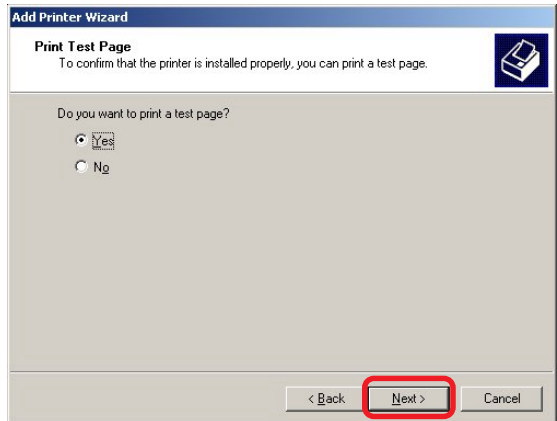 Add Printer Wizard
Print Test Page
To confirm that the printer is installed properly, you can print a test page.
Do you want to print a test page?
Yes
No
< Back
Next >
Cancel